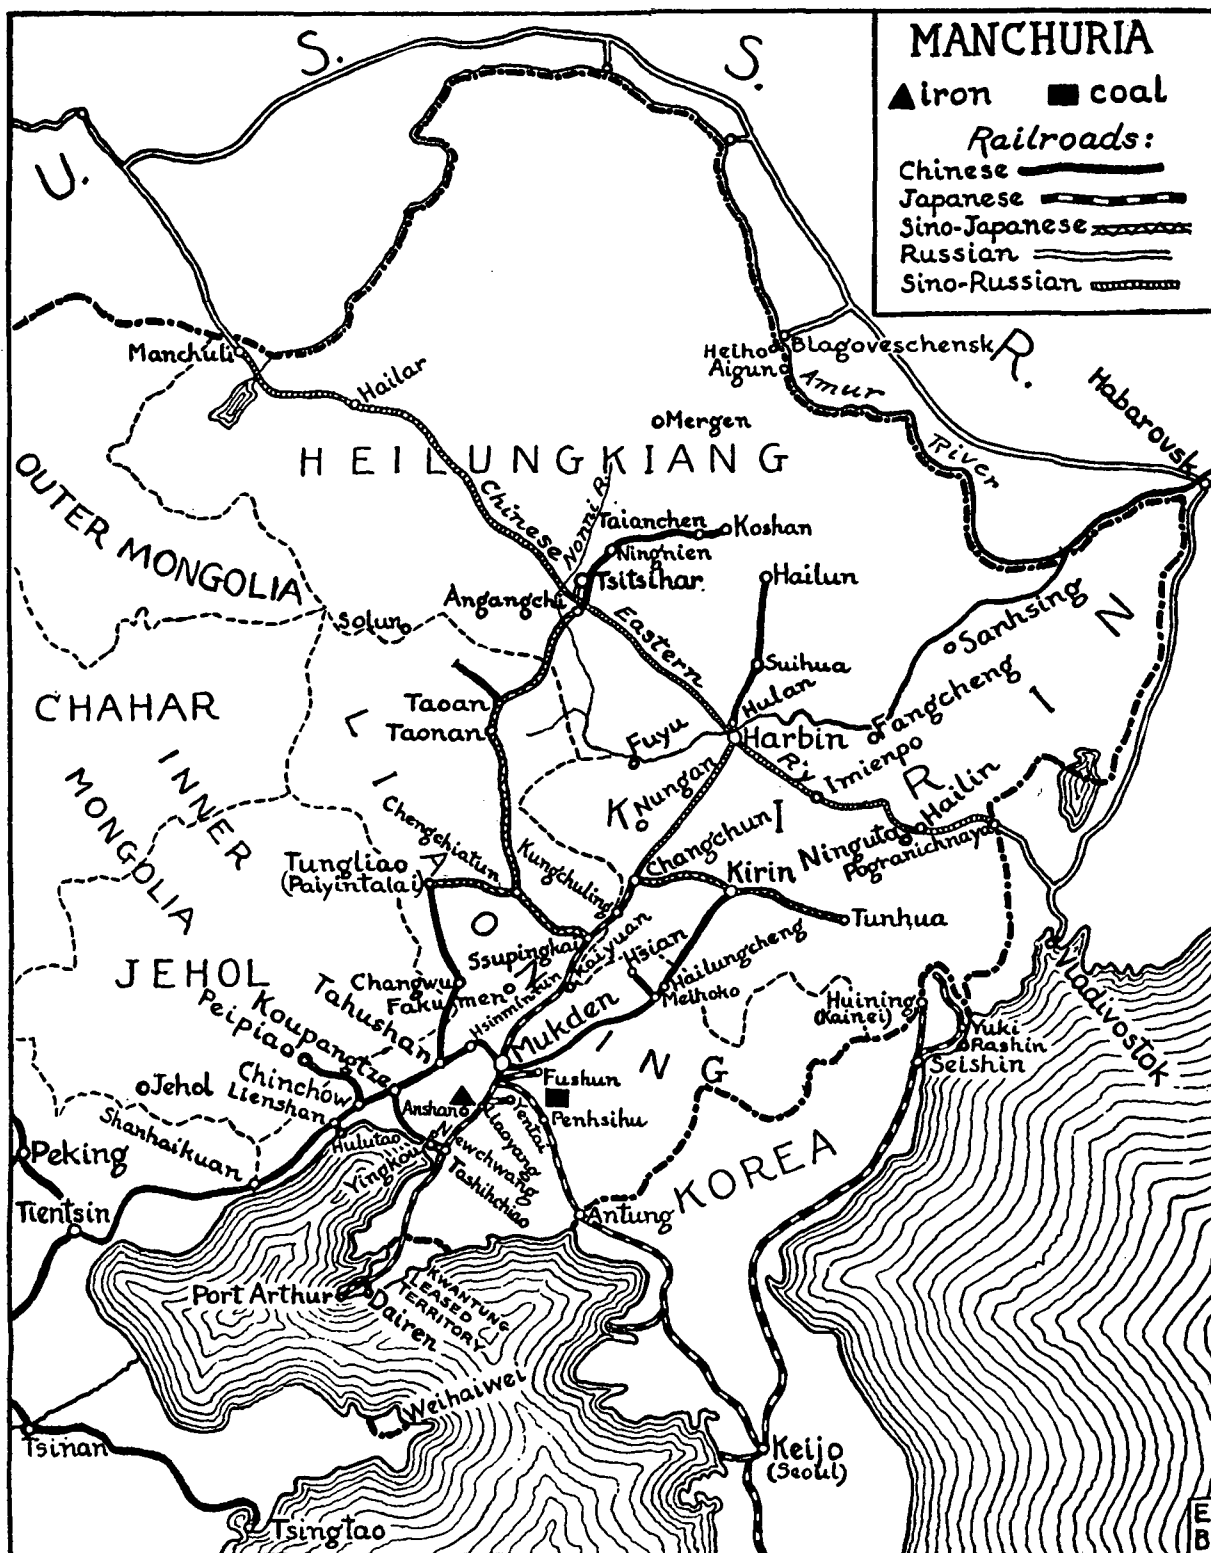 MANCHURIA
iron
coal
Railroads:
Chinese
Japanese
Sino-Japanese
Russian
Sino-Russian
U.
S.
S.
R.
Manchuli
Hailar
Heiho
Blagoveschensk
Aigun
Amur
River
Habarovsk
Mergen
HEILUNGKIANG
OUTER MONGOLIA
Chinese
Eastern
R'y
Nonni R.
Taianchen
Koshan
Ningnien
Tsitsihar
Hailun
Angangchi
Solun
Sanhsing
Suihua
Hulan
Fangcheng
CHAHAR
INNER
MONGOLIA
Taoan
Taonan
Fuyu
Harbin
Imienpo
Nungan
KIRIN
Hailin
Ninguta
Pogranichnaya
LIAONING
Chengchiatun
Tungliao
(Paiyintalai)
Kungchuling
Changchun
Kirin
Tunhua
Ssupingkai
Kaiyuan
Hsian
Hailungcheng
Meihoko
JEHOL
Changwu
Fakumen
Hsinmintun
Tahushan
Mukden
Koupangtze
Peipiao
Huining
(Kainei)
Yuki
Rashin
Seishin
Vladivostok
Jehol
Chinchów
Lienshan
Anshan
Fushun
Liaoyang
Yentai
Penhsihu
Shanhaikuan
Hulutao
Yingkou
Newchwang
Tashihchiao
Peking
Tientsin
Antung
KOREA
Port Arthur
Dairen
KWANTUNG
LEASED
TERRITORY
Weihaiwei
Tsinan
Tsingtao
Keijo
(Seoul)
E
B